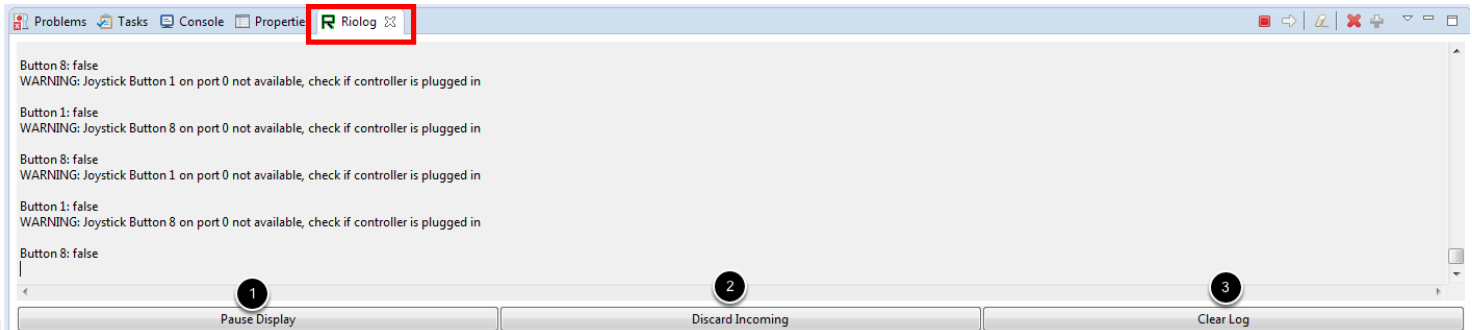 Problems Tasks Console Propertie Riolog
Button 8: false
WARNING: Joystick Button 1 on port 0 not available, check if controller is plugged in
Button 1: false
WARNING: Joystick Button 8 on port 0 not available, check if controller is plugged in
Button 8: false
WARNING: Joystick Button 1 on port 0 not available, check if controller is plugged in
Button 1: false
WARNING: Joystick Button 8 on port 0 not available, check if controller is plugged in
Button 8: false
1 2 3
Pause Display Discard Incoming Clear Log